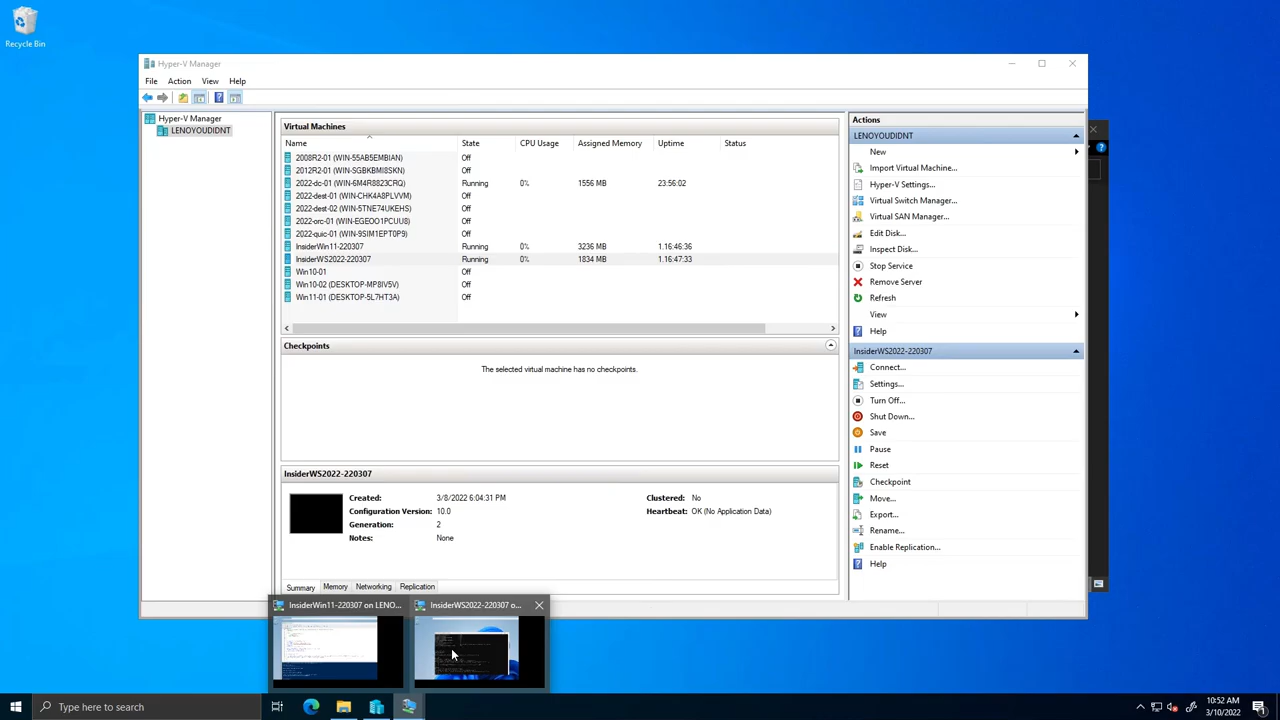 Recycle Bin
Hyper-V Manager
File Action View Help
Hyper-V Manager
LENOYOUDIDNT
Virtual Machines
Name State CPU Usage Assigned Memory Uptime Status
2008R2-01 (WIN-55AB5EMBIAN) Off
2012R2-01 (WIN-SGBKBMI8SKN) Off
2022-dc-01 (WIN-6M4R8823CRQ) Running 0% 1556 MB 23:56:02
2022-dest-01 (WIN-CHK4A8PLVVM) Off
2022-dest-02 (WIN-5TNE74UKEHS) Off
2022-orc-01 (WIN-EGEOO1PCUU8) Off
2022-quic-01 (WIN-9SIM1EPT0P9) Off
InsiderWin11-220307 Running 0% 3236 MB 1.16:46:36
InsiderWS2022-220307 Running 0% 1834 MB 1.16:47:33
Win10-01 Off
Win10-02 (DESKTOP-MP8IV5V) Off
Win11-01 (DESKTOP-5L7HT3A) Off
Checkpoints
The selected virtual machine has no checkpoints.
InsiderWS2022-220307
Created: 3/8/2022 6:04:31 PM Clustered: No
Configuration Version: 10.0 Heartbeat: OK (No Application Data)
Generation: 2
Notes: None
Summary Memory Networking Replication
Actions
LENOYOUDIDNT
New
Import Virtual Machine...
Hyper-V Settings...
Virtual Switch Manager...
Virtual SAN Manager...
Edit Disk...
Inspect Disk...
Stop Service
Remove Server
Refresh
View
Help
InsiderWS2022-220307
Connect...
Settings...
Turn Off...
Shut Down...
Save
Pause
Reset
Checkpoint
Move...
Export...
Rename...
Enable Replication...
Help
InsiderWin11-220307 on LENO... InsiderWS2022-220307 o...
Type here to search
10:52 AM
3/10/2022